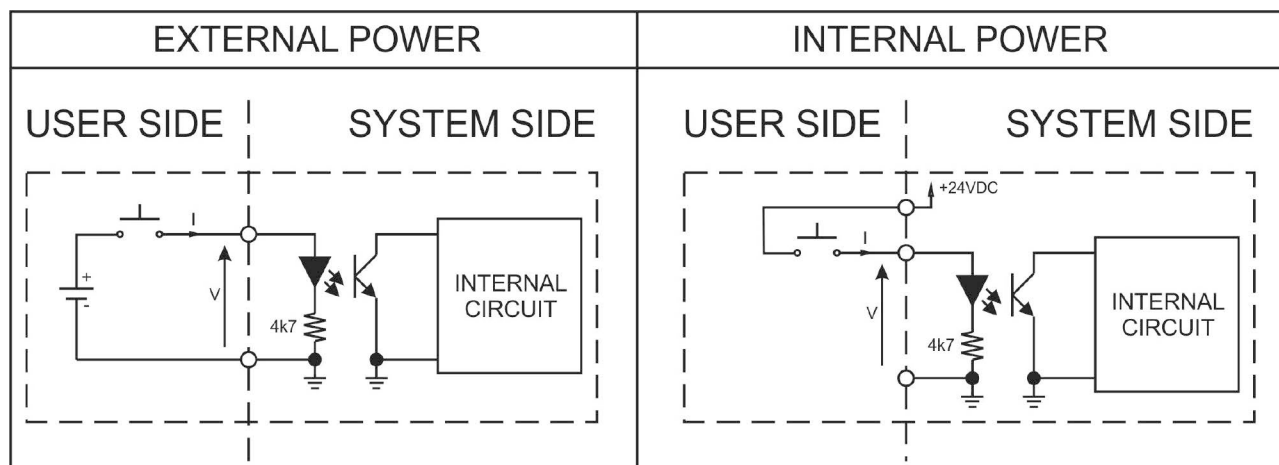 EXTERNAL POWER
INTERNAL POWER
USER SIDE
SYSTEM SIDE
I
+
-
V
4k7
INTERNAL
CIRCUIT
USER SIDE
SYSTEM SIDE
+24VDC
I
V
4k7
INTERNAL
CIRCUIT